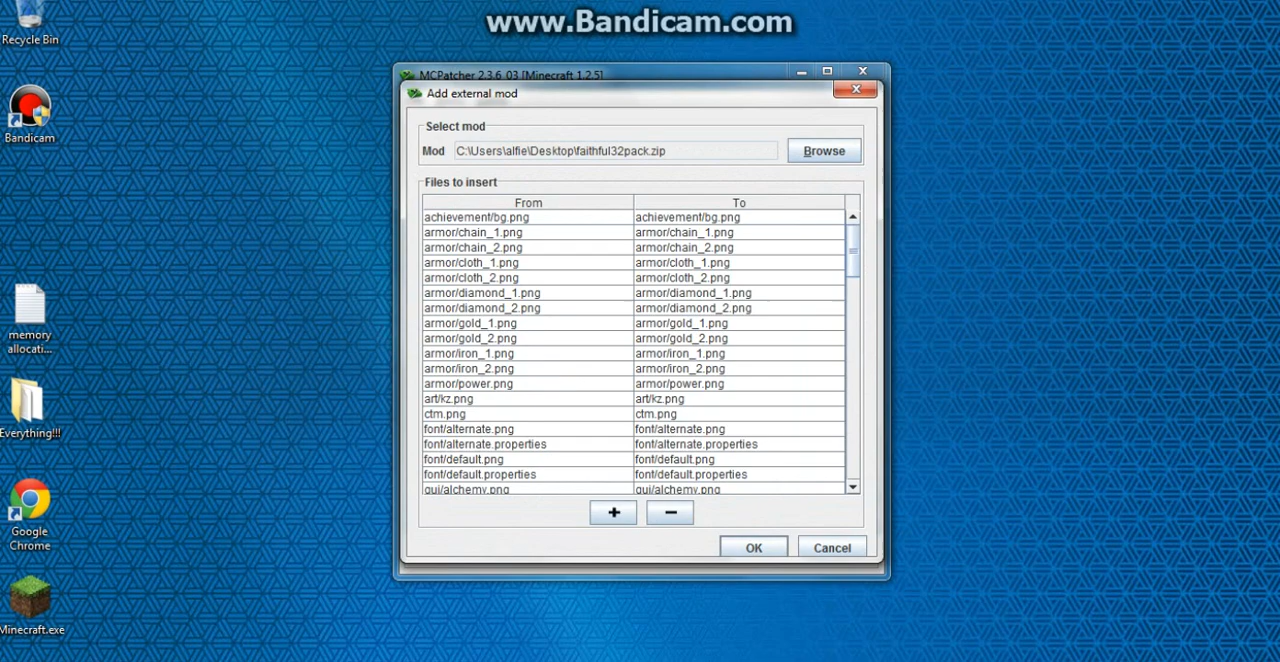 www.Bandicam.com
Recycle Bin
Bandicam
memory
allocati...
Everything!!!
Google
Chrome
Minecraft.exe
MCPatcher 2.3.6_03 [Minecraft 1.2.5]
Add external mod
Select mod
Mod C:\Users\alfie\Desktop\faithful32pack.zip Browse
Files to insert
From To
achievement/bg.png achievement/bg.png
armor/chain_1.png armor/chain_1.png
armor/chain_2.png armor/chain_2.png
armor/cloth_1.png armor/cloth_1.png
armor/cloth_2.png armor/cloth_2.png
armor/diamond_1.png armor/diamond_1.png
armor/diamond_2.png armor/diamond_2.png
armor/gold_1.png armor/gold_1.png
armor/gold_2.png armor/gold_2.png
armor/iron_1.png armor/iron_1.png
armor/iron_2.png armor/iron_2.png
armor/power.png armor/power.png
art/kz.png art/kz.png
ctm.png ctm.png
font/alternate.png font/alternate.png
font/alternate.properties font/alternate.properties
font/default.png font/default.png
font/default.properties font/default.properties
gui/alchemy.png gui/alchemy.png
+ -
OK Cancel